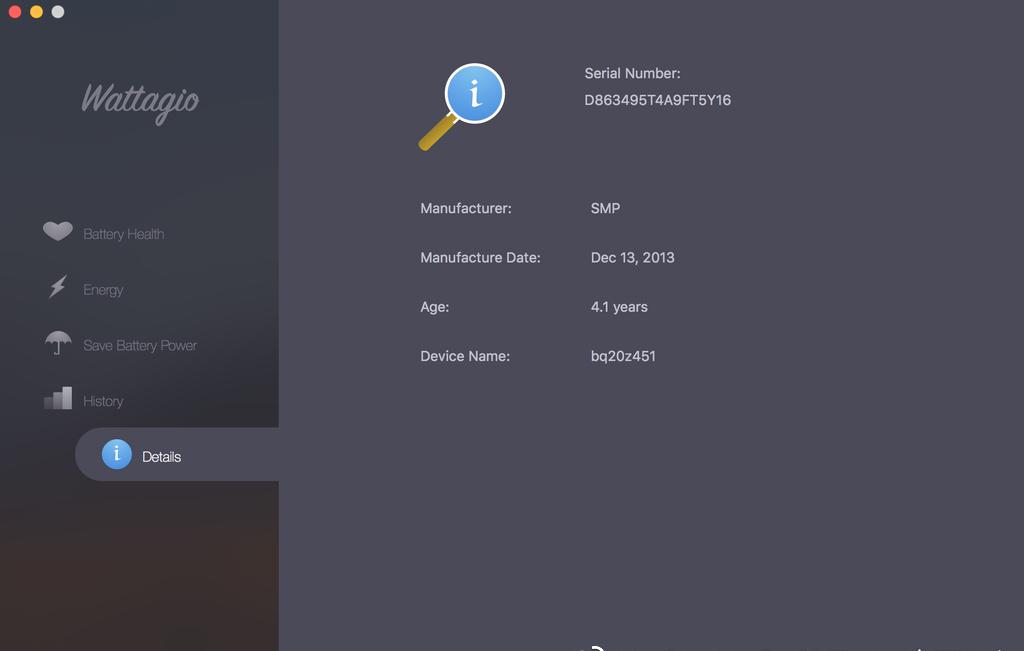 Wattagio
Battery Health
Energy
Save Battery Power
History
Details
Serial Number:
D863495T4A9FT5Y16
Manufacturer: SMP
Manufacture Date: Dec 13, 2013
Age: 4.1 years
Device Name: bq20z451